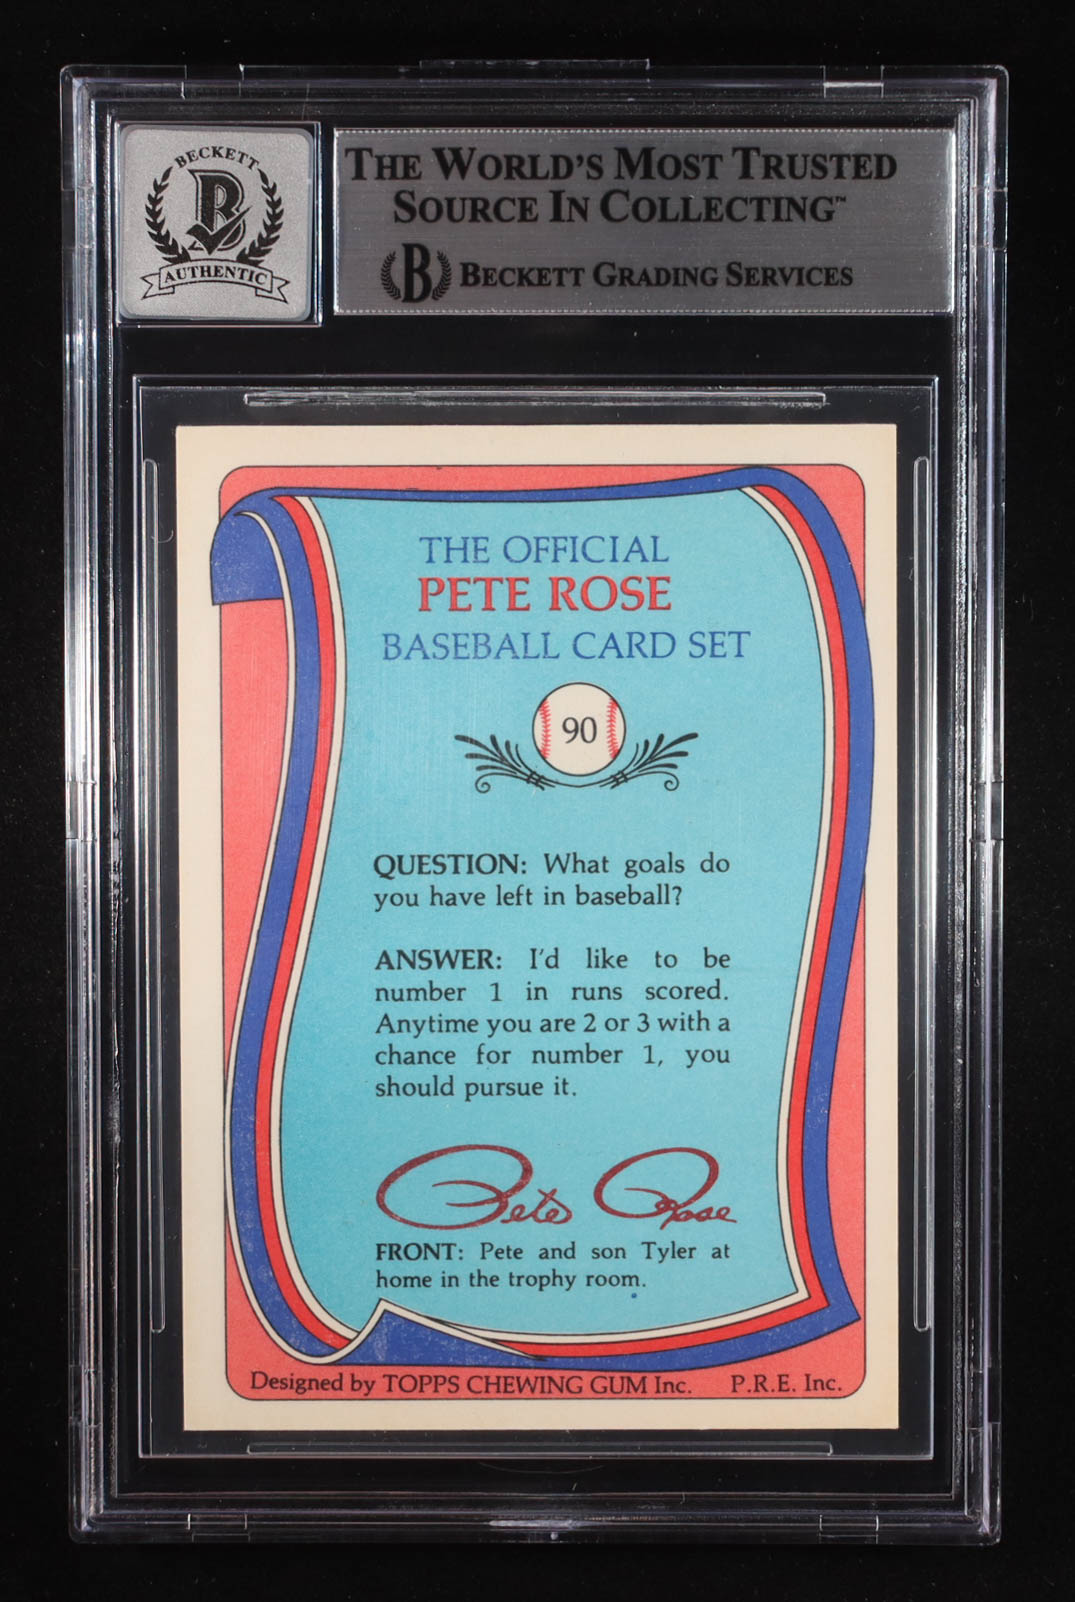 BECKETT
B
AUTHENTIC
THE WORLD'S MOST TRUSTED
SOURCE IN COLLECTING™
B BECKETT GRADING SERVICES
THE OFFICIAL
PETE ROSE
BASEBALL CARD SET
90
QUESTION: What goals do
you have left in baseball?
ANSWER: I'd like to be
number 1 in runs scored.
Anytime you are 2 or 3 with a
chance for number 1, you
should pursue it.
Pete Rose
FRONT: Pete and son Tyler at
home in the trophy room.
Designed by TOPPS CHEWING GUM Inc. P.R.E. Inc.